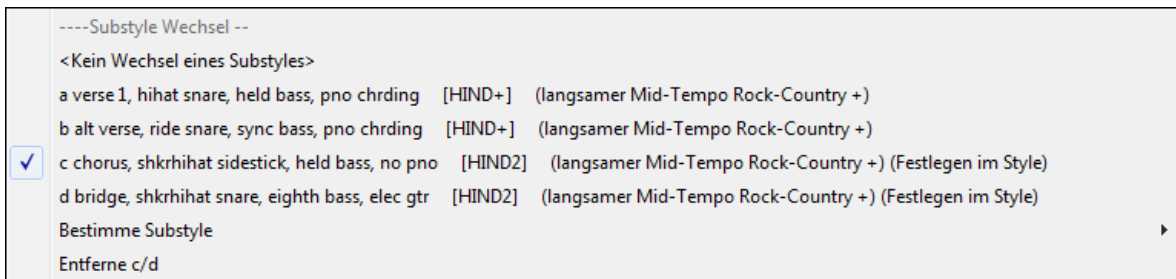 ----Substyle Wechsel --
<Kein Wechsel eines Substyles>
a verse 1, hihat snare, held bass, pno chrding [HIND+] (langsamer Mid-Tempo Rock-Country +)
b alt verse, ride snare, sync bass, pno chrding [HIND+] (langsamer Mid-Tempo Rock-Country +)
c chorus, shkrhihat sidestick, held bass, no pno [HIND2] (langsamer Mid-Tempo Rock-Country +) (Festlegen im Style)
d bridge, shkrhihat snare, eighth bass, elec gtr [HIND2] (langsamer Mid-Tempo Rock-Country +) (Festlegen im Style)
Bestimme Substyle
Entferne c/d